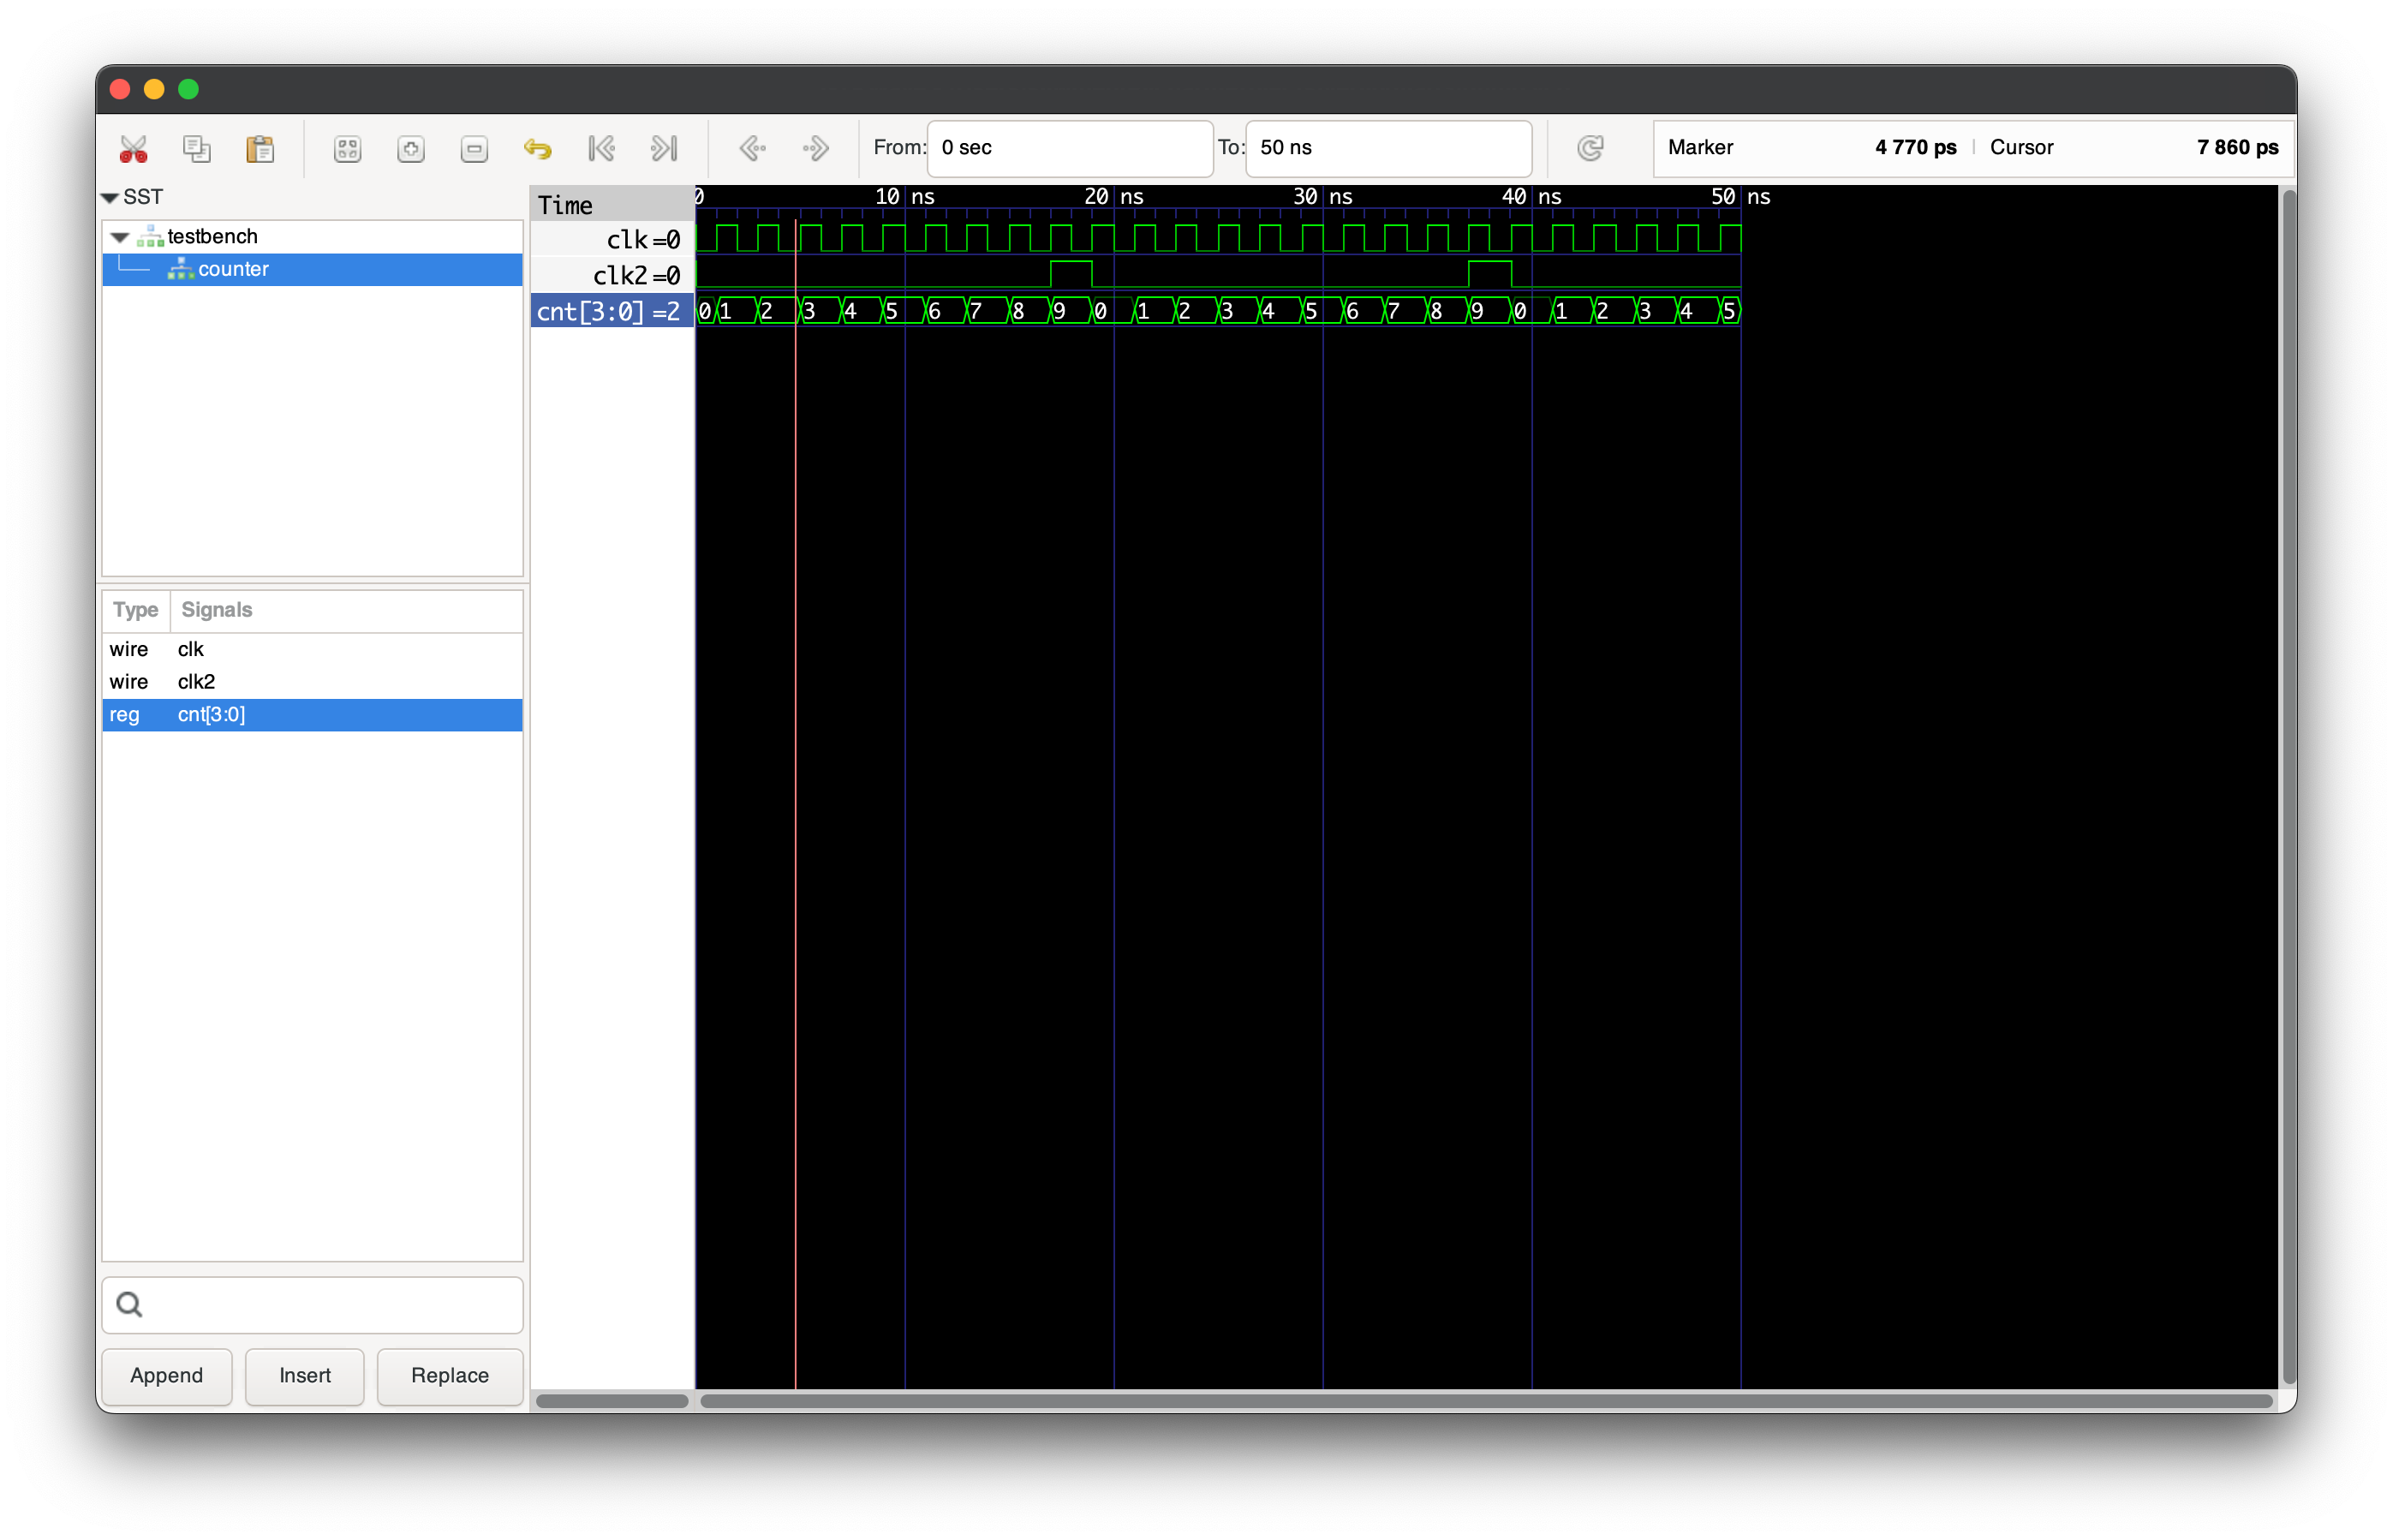 From: 0 sec To: 50 ns Marker 4 770 ps | Cursor 7 860 ps
SST
testbench
counter
Type Signals
wire clk
wire clk2
reg cnt[3:0]
Append Insert Replace
Time
clk=0
clk2=0
cnt[3:0]=2
0 10 ns 20 ns 30 ns 40 ns 50 ns
0 1 2 3 4 5 6 7 8 9 0 1 2 3 4 5 6 7 8 9 0 1 2 3 4 5